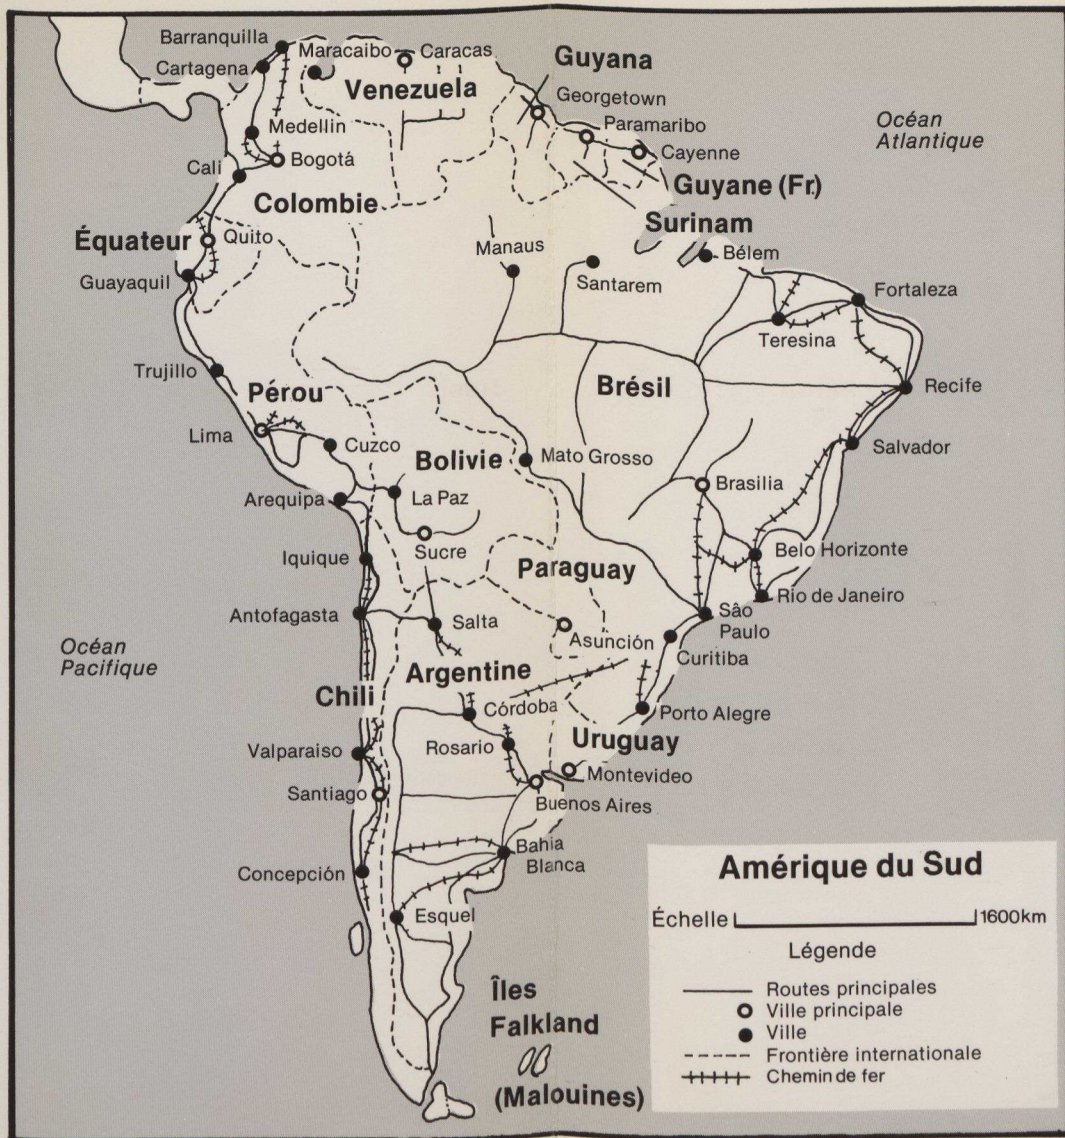 Barranquilla
Maracaibo
Caracas
Cartagena
Venezuela
Guyana
Georgetown
Paramaribo
Cayenne
Guyane (Fr.)
Surinam
Océan
Atlantique
Medellin
Bogotá
Cali
Colombie
Équateur
Quito
Guayaquil
Manaus
Santarem
Bélem
Fortaleza
Teresina
Trujillo
Pérou
Brésil
Recife
Lima
Cuzco
Bolivie
Mato Grosso
Salvador
Arequipa
La Paz
Brasilia
Sucre
Iquique
Paraguay
Belo Horizonte
Antofagasta
Salta
Asunción
Rio de Janeiro
Sâo
Paulo
Curitiba
Océan
Pacifique
Argentine
Chili
Córdoba
Porto Alegre
Valparaiso
Rosario
Uruguay
Montevideo
Santiago
Buenos Aires
Concepción
Bahia
Blanca
Esquel
Îles
Falkland
(Malouines)
Amérique du Sud
Échelle 1600km
Légende
Routes principales
Ville principale
Ville
Frontière internationale
Chemin de fer